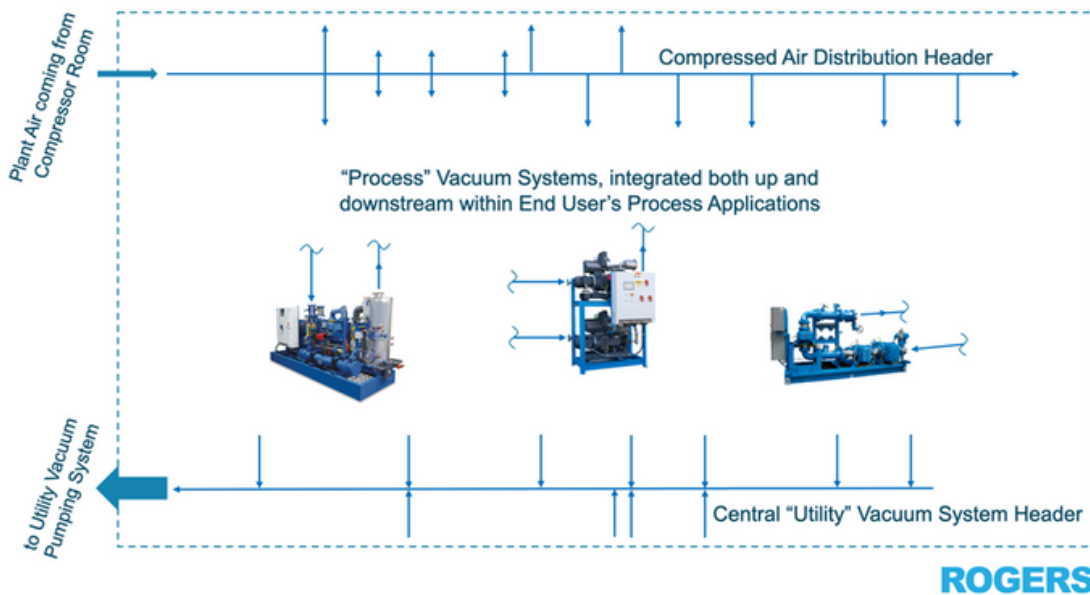 Plant Air coming from
Compressor Room
Compressed Air Distribution Header
“Process” Vacuum Systems, integrated both up and
downstream within End User’s Process Applications
to Utility Vacuum
Pumping System
Central “Utility” Vacuum System Header
ROGERS